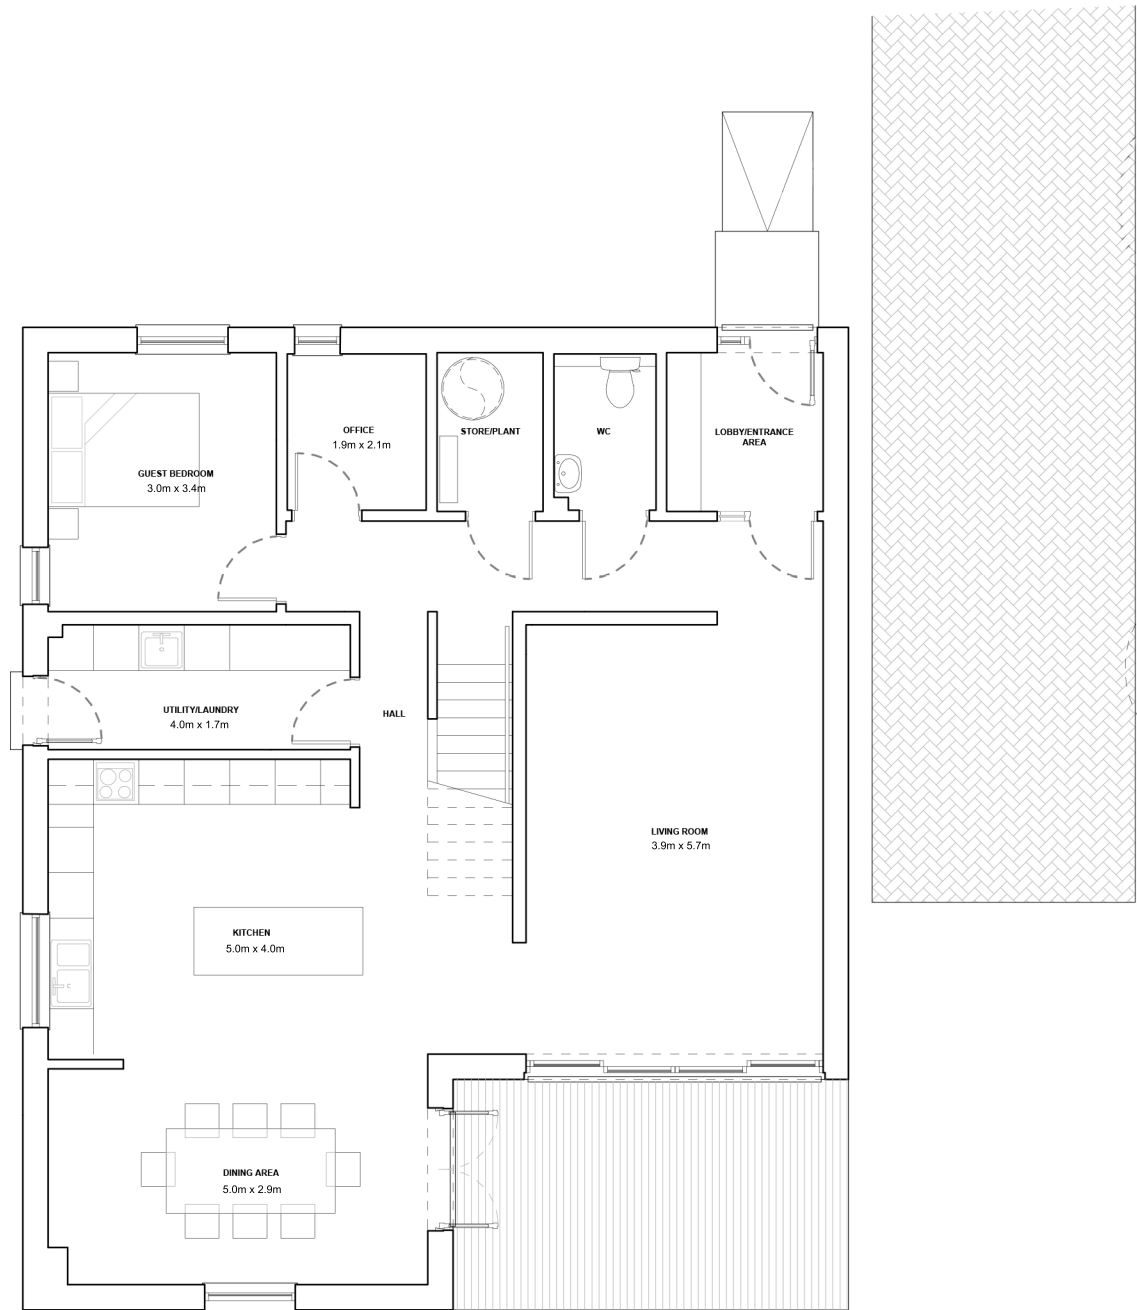 OFFICE
1.9m x 2.1m
STORE/PLANT
WC
LOBBY/ENTRANCE
AREA
GUEST BEDROOM
3.0m x 3.4m
UTILITY/LAUNDRY
4.0m x 1.7m
HALL
LIVING ROOM
3.9m x 5.7m
KITCHEN
5.0m x 4.0m
DINING AREA
5.0m x 2.9m